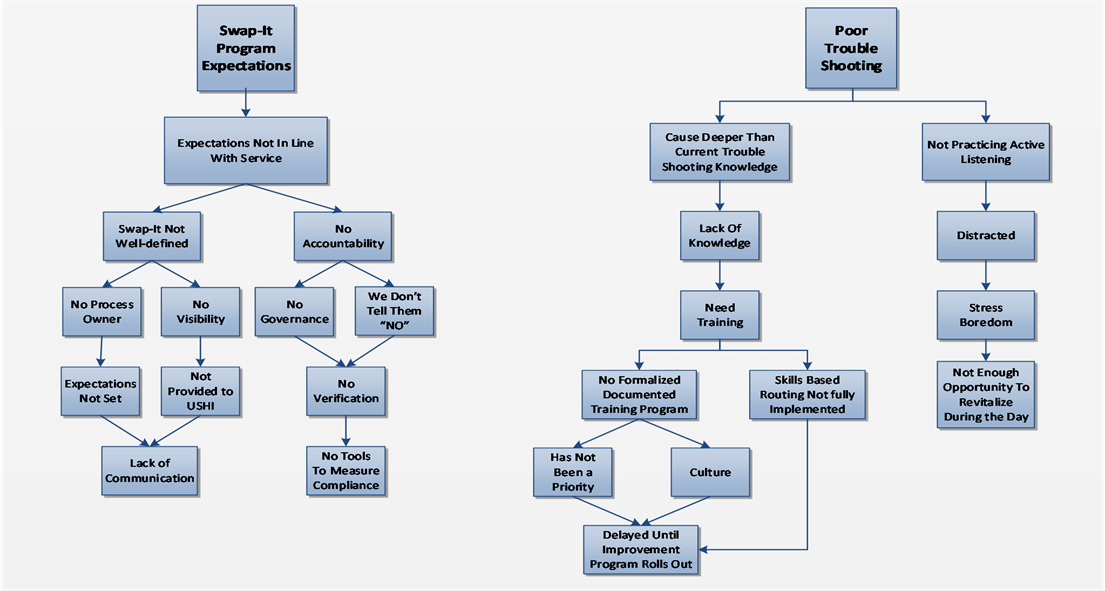 Swap-It
Program
Expectations
Expectations Not In Line
With Service
Swap-It Not
Well-defined
No
Accountability
No Process
Owner
No
Visibility
No
Governance
We Don't
Tell Them
"NO"
Expectations
Not Set
Not
Provided to
USHI
No
Verification
Lack of
Communication
No Tools
To Measure
Compliance
Poor
Trouble
Shooting
Cause Deeper Than
Current Trouble
Shooting Knowledge
Not Practicing Active
Listening
Lack Of
Knowledge
Distracted
Need
Training
Stress
Boredom
No Formalized
Documented
Training Program
Skills Based
Routing Not fully
Implemented
Not Enough
Opportunity To
Revitalize
During the Day
Has Not
Been a
Priority
Culture
Delayed Until
Improvement
Program Rolls Out